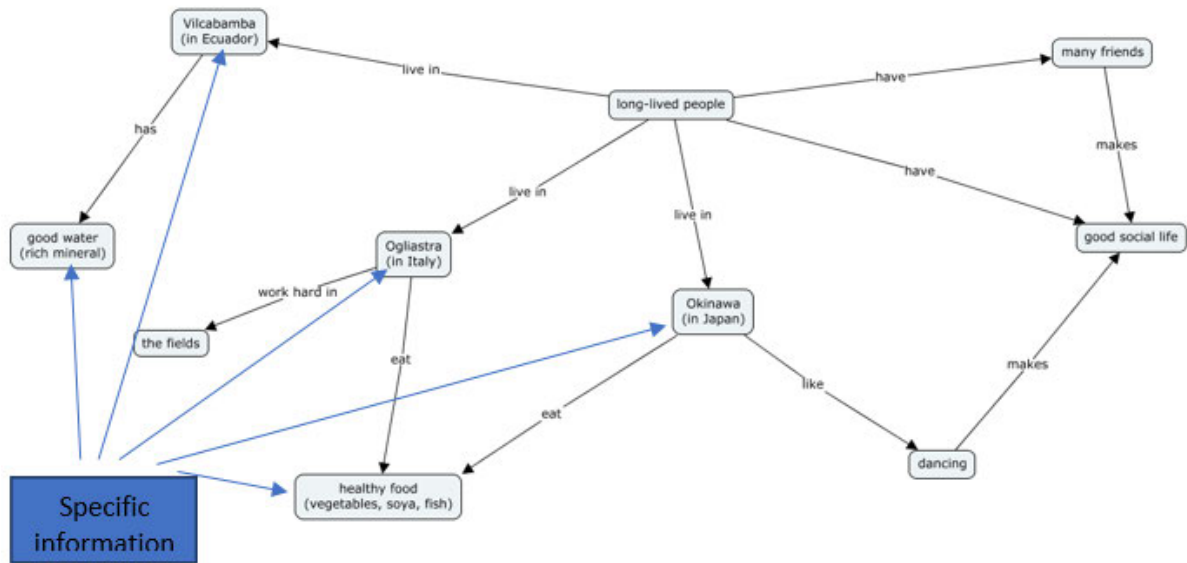 Vilcabamba
(in Ecuador)
many friends
live in
have
long-lived people
has
makes
have
live in
live in
good water
(rich mineral)
Ogliastra
(in Italy)
good social life
work hard in
Okinawa
(in Japan)
the fields
eat
makes
like
eat
dancing
healthy food
(vegetables, soya, fish)
Specific
information